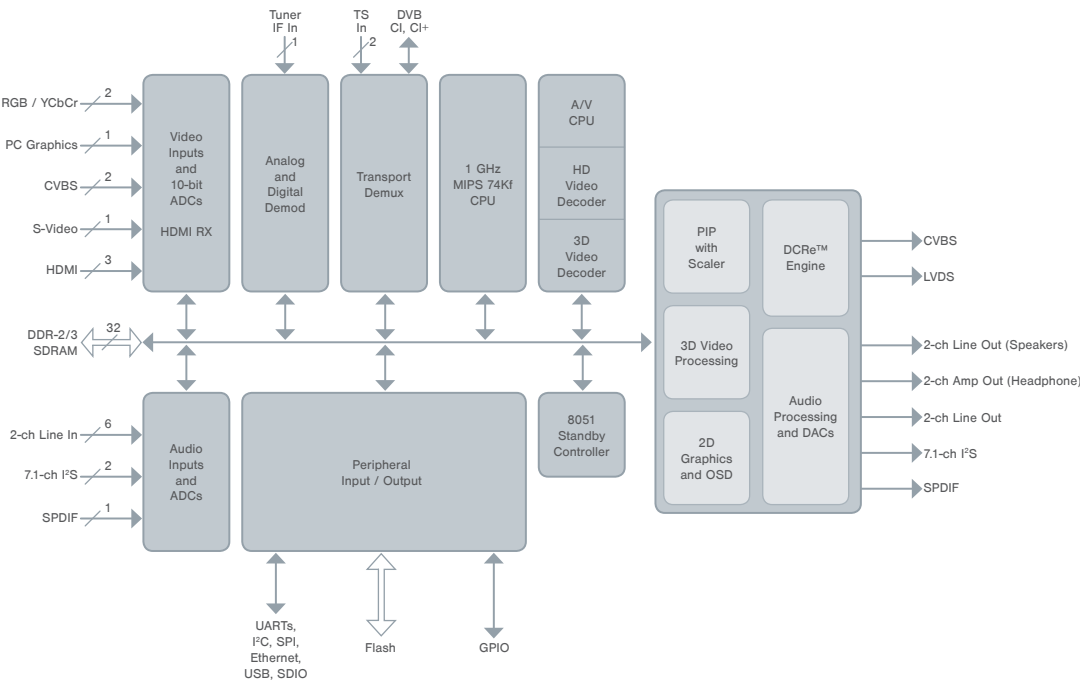 Tuner
IF In
1
TS
In
2
DVB
CI, CI+
RGB / YCbCr
2
PC Graphics
1
CVBS
2
S-Video
1
HDMI
3
Video
Inputs
and
10-bit
ADCs
HDMI RX
Analog
and
Digital
Demod
Transport
Demux
1 GHz
MIPS 74Kf
CPU
A/V
CPU
HD
Video
Decoder
3D
Video
Decoder
PIP
with
Scaler
DCRe™
Engine
3D Video
Processing
2D
Graphics
and OSD
Audio
Processing
and DACs
CVBS
LVDS
2-ch Line Out (Speakers)
2-ch Amp Out (Headphone)
2-ch Line Out
7.1-ch I²S
SPDIF
DDR-2/3
SDRAM
32
2-ch Line In
6
7.1-ch I²S
2
SPDIF
1
Audio
Inputs
and
ADCs
Peripheral
Input / Output
8051
Standby
Controller
UARTs,
I²C, SPI,
Ethernet,
USB, SDIO
Flash
GPIO